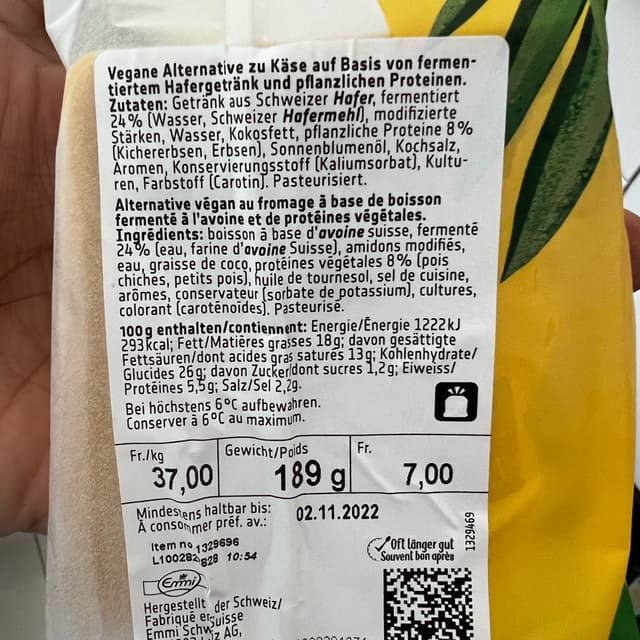 Vegane Alternative zu Käse auf Basis von fermen-
tiertem Hafergetränk und pflanzlichen Proteinen.
Zutaten: Getränk aus Schweizer Hafer, fermentiert
24% (Wasser, Schweizer Hafermehl), modifizierte
Stärken, Wasser, Kokosfett, pflanzliche Proteine 8%
(Kichererbsen, Erbsen), Sonnenblumenöl, Kochsalz,
Aromen, Konservierungsstoff (Kaliumsorbat), Kultu-
ren, Farbstoff (Carotin). Pasteurisiert.
Alternative végan au fromage à base de boisson
fermenté à l'avoine et de protéines végétales.
Ingrédients: boisson à base d'avoine suisse, fermenté
24% (eau, farine d'avoine Suisse), amidons modifiés,
eau, graisse de coco, protéines végétales 8% (pois
chiches, petits pois), huile de tournesol, sel de cuisine,
arômes, conservateur (sorbate de potassium), cultures,
colorant (caroténoïdes). Pasteurisé.
100g enthalten/contiennent: Energie/Énergie 1222kJ
293kcal; Fett/Matières grasses 18g; davon gesättigte
Fettsäuren/dont acides gras saturés 13g; Kohlenhydrate/
Glucides 26g; davon Zucker/dont sucres 1,2g; Eiweiss/
Protéines 5,5g; Salz/Sel 2,2g.
Bei höchstens 6°C aufbewahren.
Conserver à 6°C au maximum.
Fr./kg Gewicht/Poids Fr.
37,00 189 g 7,00
Mindestens haltbar bis: 02.11.2022
À consommer préf. av.:
Item no 1329696
L100282 828 10:54
Oft länger gut
Souvent bon après
1329469
Emmi
Hergestellt in der Schweiz/
Fabriqué en Suisse
Emmi Schweiz AG,